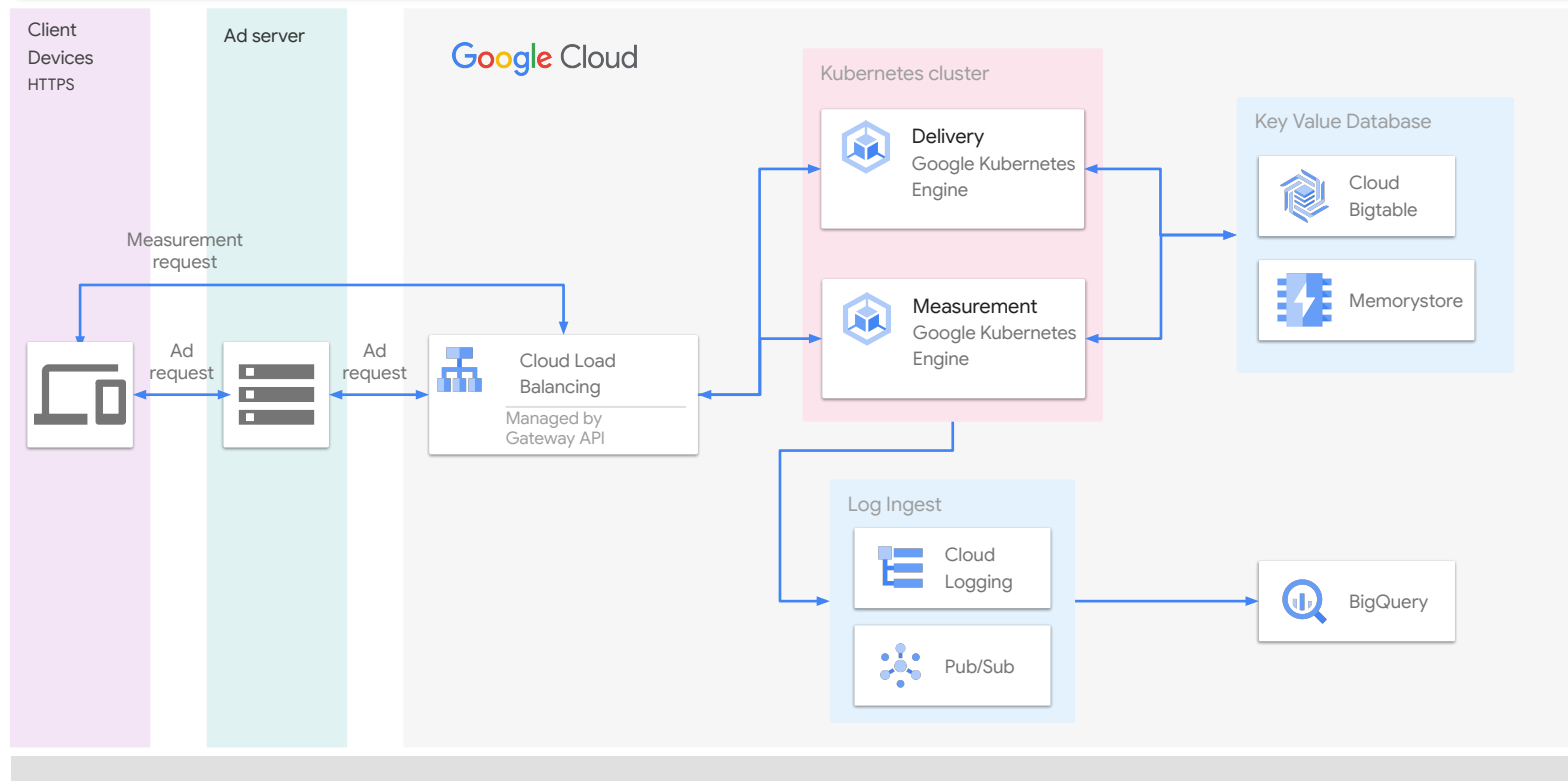 Client
Devices
HTTPS
Ad server
Google Cloud
Kubernetes cluster
Delivery
Google Kubernetes
Engine
Key Value Database
Cloud
Bigtable
Memorystore
Measurement
request
Measurement
Google Kubernetes
Engine
Ad
request
Ad
request
Cloud Load
Balancing
Managed by
Gateway API
Log Ingest
Cloud
Logging
Pub/Sub
BigQuery